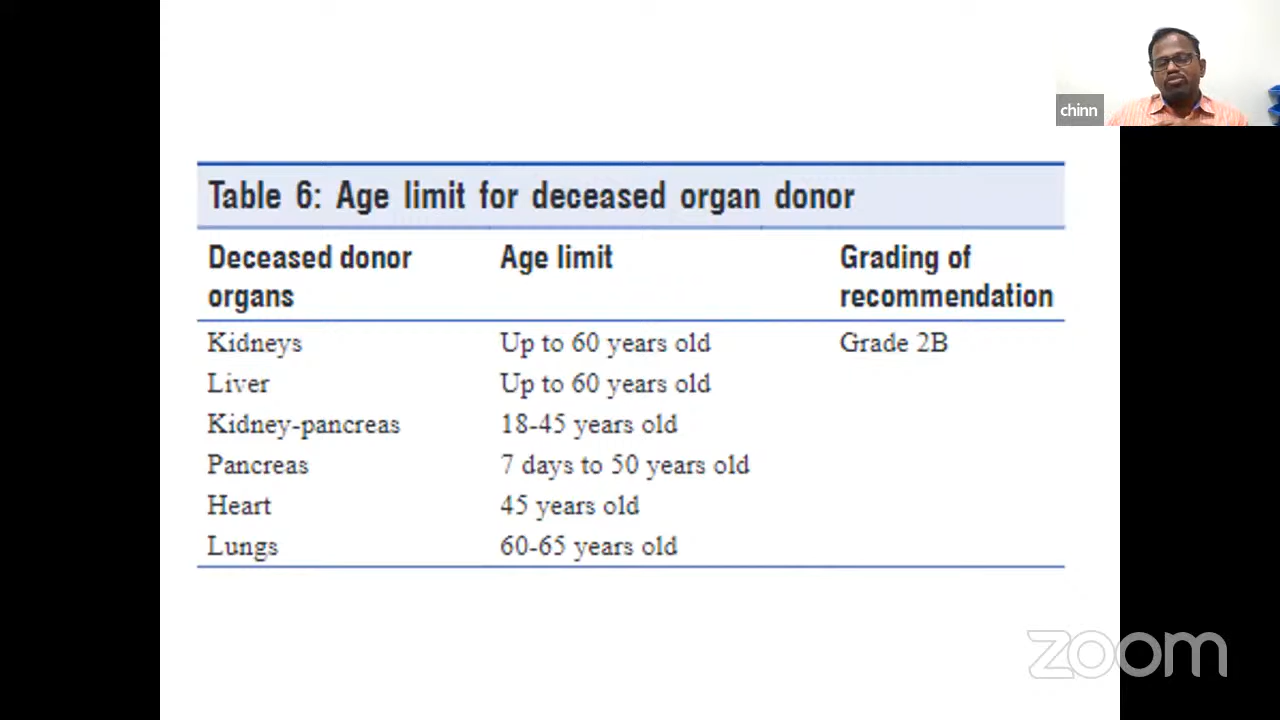 chinn
Table 6: Age limit for deceased organ donor
Deceased donor organs Age limit Grading of recommendation
Kidneys Up to 60 years old Grade 2B
Liver Up to 60 years old
Kidney-pancreas 18-45 years old
Pancreas 7 days to 50 years old
Heart 45 years old
Lungs 60-65 years old
zoom